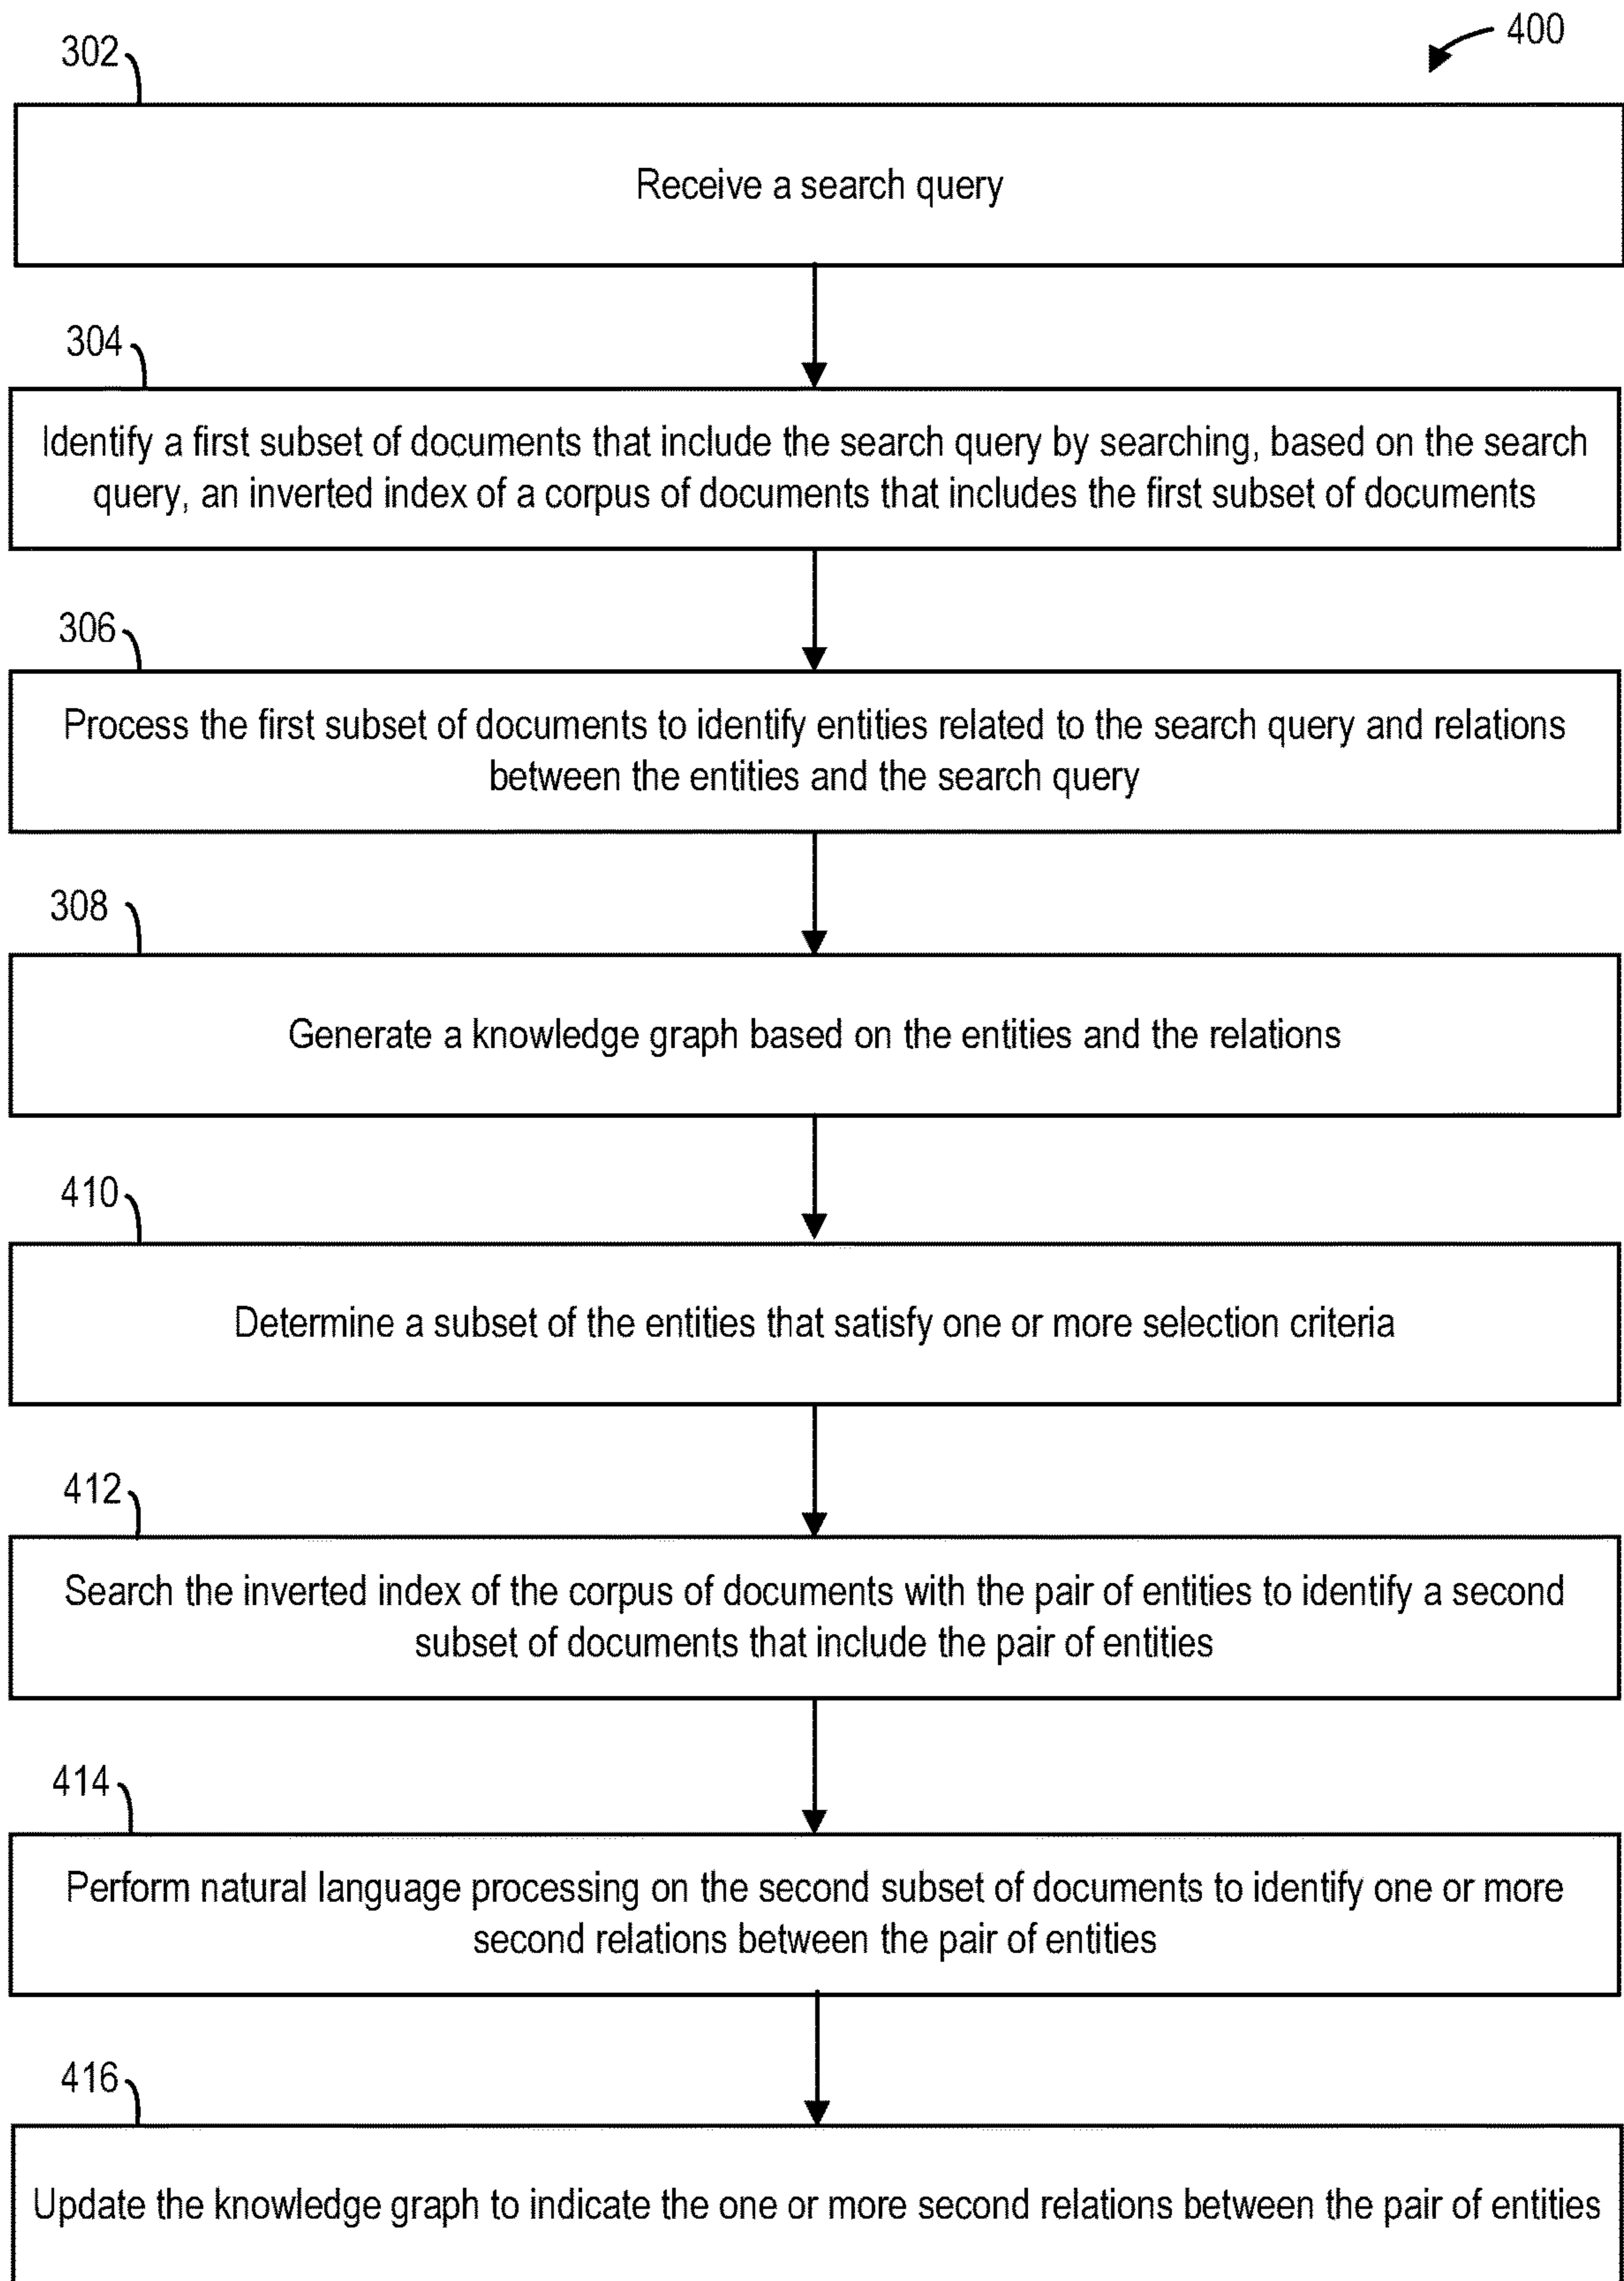 400
302
Receive a search query
304
Identify a first subset of documents that include the search query by searching, based on the search
query, an inverted index of a corpus of documents that includes the first subset of documents
306
Process the first subset of documents to identify entities related to the search query and relations
between the entities and the search query
308
Generate a knowledge graph based on the entities and the relations
410
Determine a subset of the entities that satisfy one or more selection criteria
412
Search the inverted index of the corpus of documents with the pair of entities to identify a second
subset of documents that include the pair of entities
414
Perform natural language processing on the second subset of documents to identify one or more
second relations between the pair of entities
416
Update the knowledge graph to indicate the one or more second relations between the pair of entities